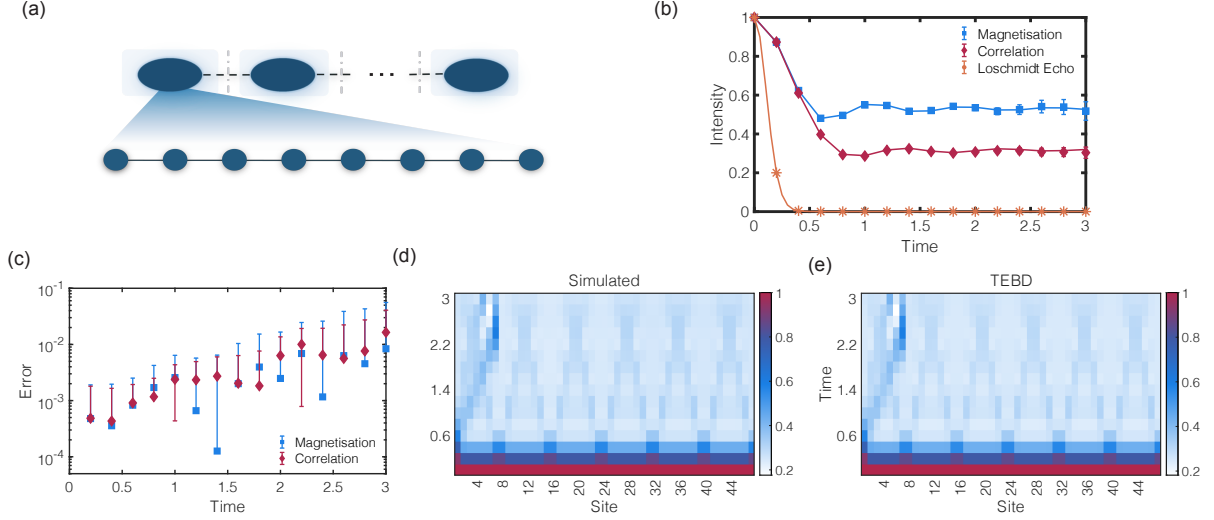 (a)
...
(b)
Intensity
1
0.8
0.6
0.4
0.2
0
0 0.5 1 1.5 2 2.5 3
Time
Magnetisation
Correlation
Loschmidt Echo
(c)
Error
10^-1
10^-2
10^-3
10^-4
0 0.5 1 1.5 2 2.5 3
Time
Magnetisation
Correlation
(d)
Simulated
3
2.2
1.4
0.6
4 8 12 16 20 24 28 32 36 40 44
Site
1
0.8
0.6
0.4
0.2
(e)
TEBD
Time
3
2.2
1.4
0.6
4 8 12 16 20 24 28 32 36 40 44
Site
1
0.8
0.6
0.4
0.2